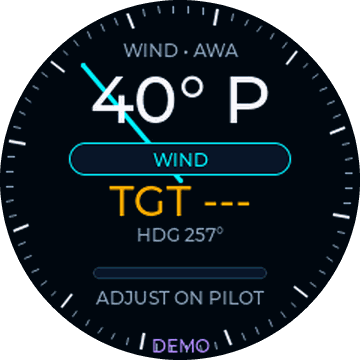 WIND · AWA
40° P
WIND
TGT ---
HDG 257°
ADJUST ON PILOT
DEMO